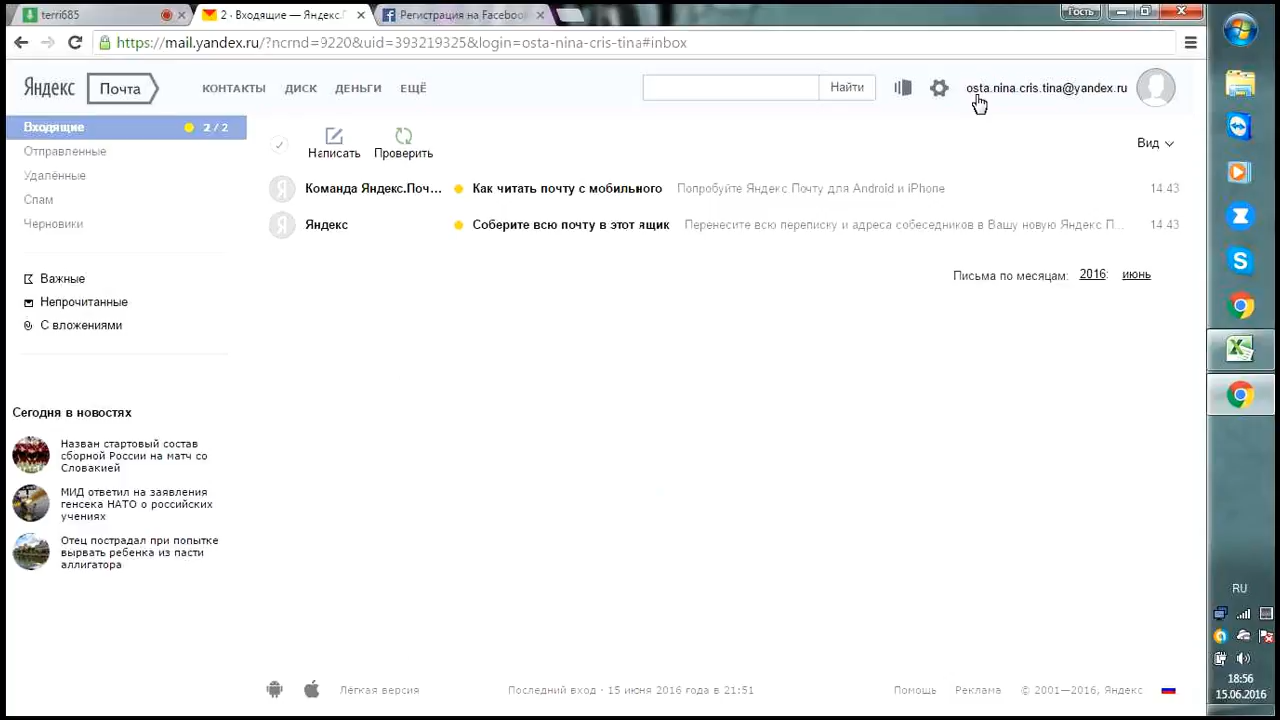 terri685
2 · Входящие — Яндекс.Г
Регистрация на Facebook
Гость
https://mail.yandex.ru/?ncrnd=9220&uid=393219325&login=osta-nina-cris-tina#inbox
Яндекс Почта КОНТАКТЫ ДИСК ДЕНЬГИ ЕЩЁ Найти osta.nina.cris.tina@yandex.ru
Входящие 2 / 2
Отправленные
Удалённые
Спам
Черновики
Написать Проверить Вид
Команда Яндекс.Поч... Как читать почту с мобильного Попробуйте Яндекс Почту для Android и iPhone 14 43
Яндекс Соберите всю почту в этот ящик Перенесите всю переписку и адреса собеседников в Вашу новую Яндекс П... 14 43
Письма по месяцам: 2016: июнь
Важные
Непрочитанные
С вложениями
Сегодня в новостях
Назван стартовый состав
сборной России на матч со
Словакией
МИД ответил на заявления
генсека НАТО о российских
учениях
Отец пострадал при попытке
вырвать ребенка из пасти
аллигатора
Лёгкая версия Последний вход · 15 июня 2016 года в 21:51 Помощь Реклама © 2001—2016, Яндекс
RU
18:56
15.06.2016